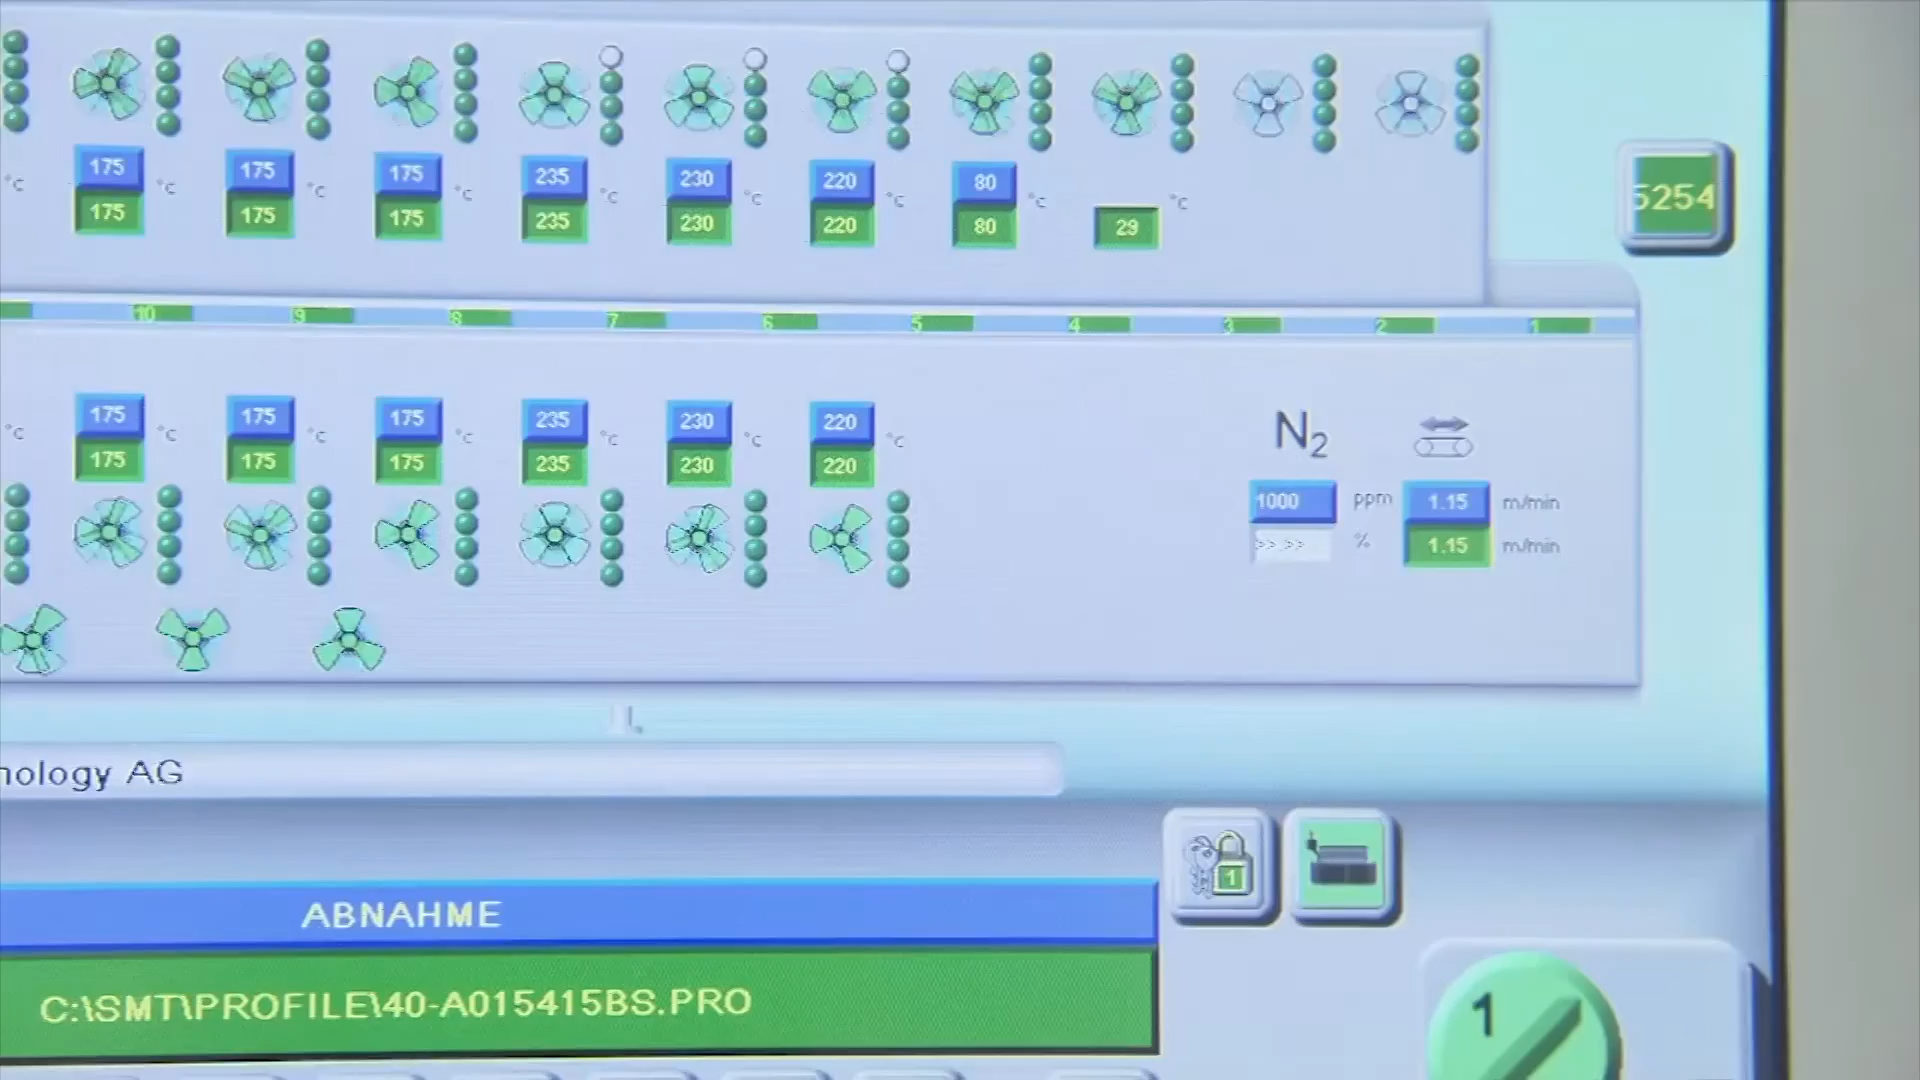 175 175 175 235 230 220 80
°c °c °c °c °c °c °c °c °c
175 175 175 235 230 220 80 29
5254
10 9 8 7 6 5 4 3 2 1
175 175 175 235 230 220
°c °c °c °c °c °c °c
175 175 175 235 230 220
N2
1000 ppm 1.15 m/min
>> >> % 1.15 m/min
nology AG
1
ABNAHME
C:\SMT\PROFILE\40-A015415BS.PRO
1